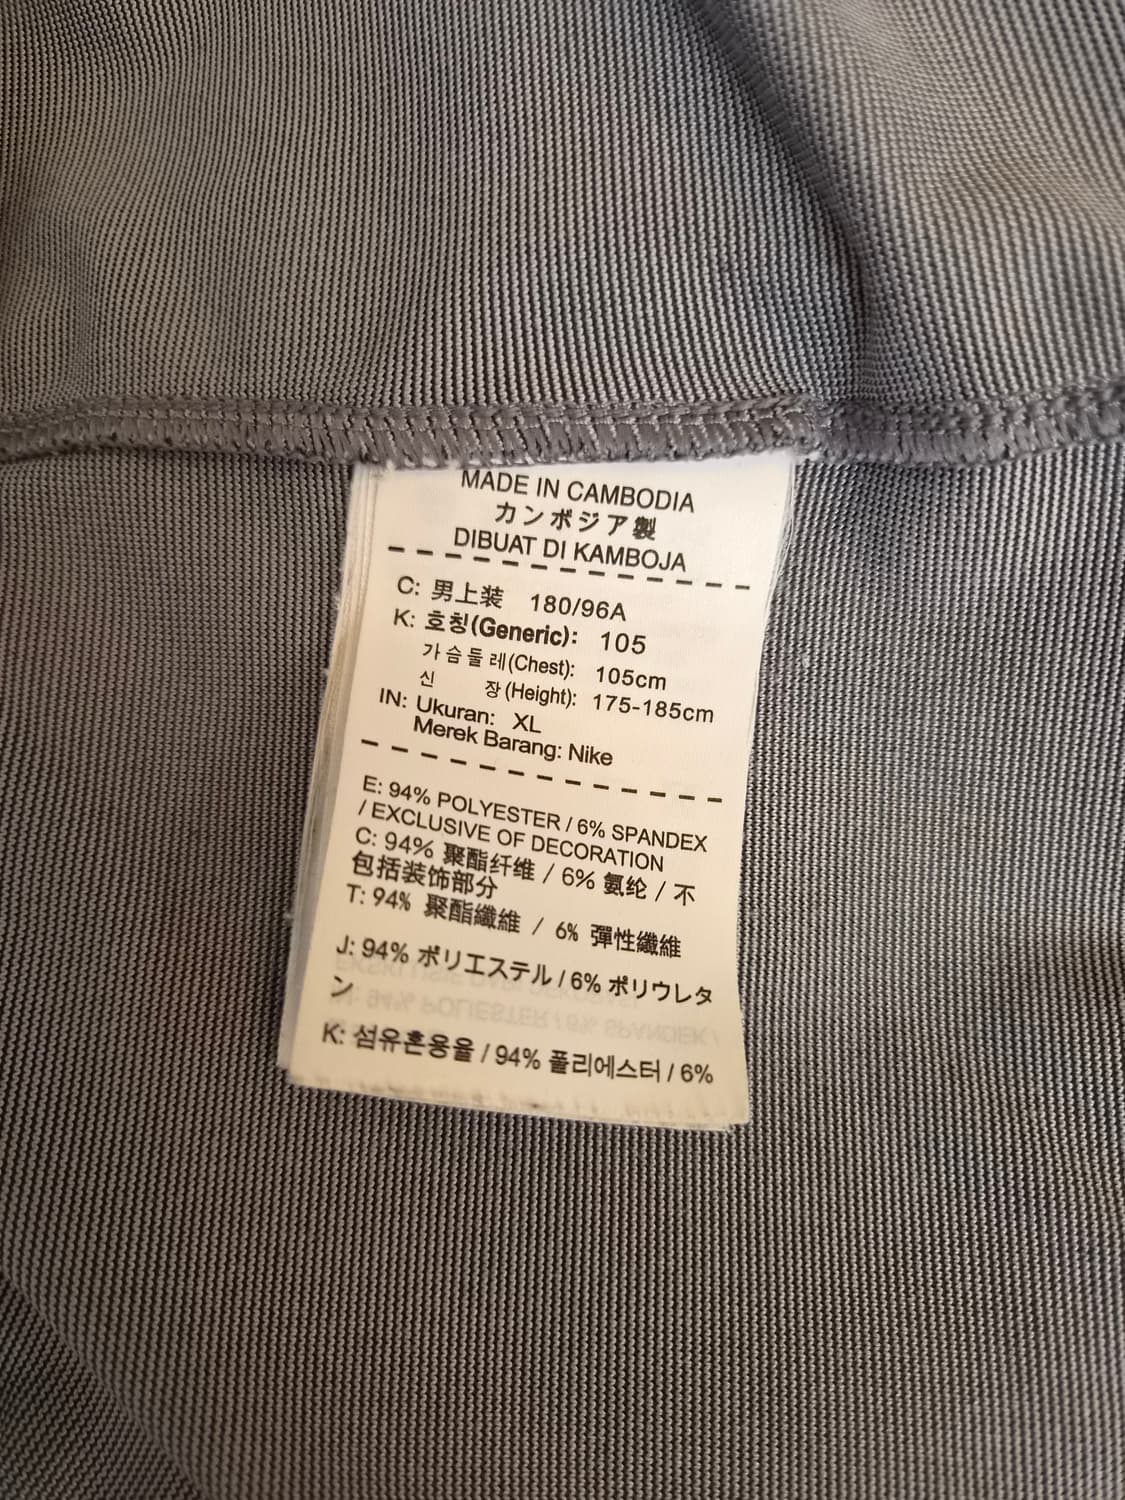 MADE IN CAMBODIA
カンボジア製
DIBUAT DI KAMBOJA
C: 男上装 180/96A
K: 호칭(Generic): 105
가슴둘레(Chest): 105cm
신 장(Height): 175-185cm
IN: Ukuran: XL
Merek Barang: Nike
E: 94% POLYESTER / 6% SPANDEX
/ EXCLUSIVE OF DECORATION
C: 94% 聚酯纤维 / 6% 氨纶 / 不
包括装饰部分
T: 94% 聚酯纖維 / 6% 彈性纖維
J: 94% ポリエステル / 6% ポリウレタ
ン
K: 섬유혼용율 / 94% 폴리에스터 / 6%